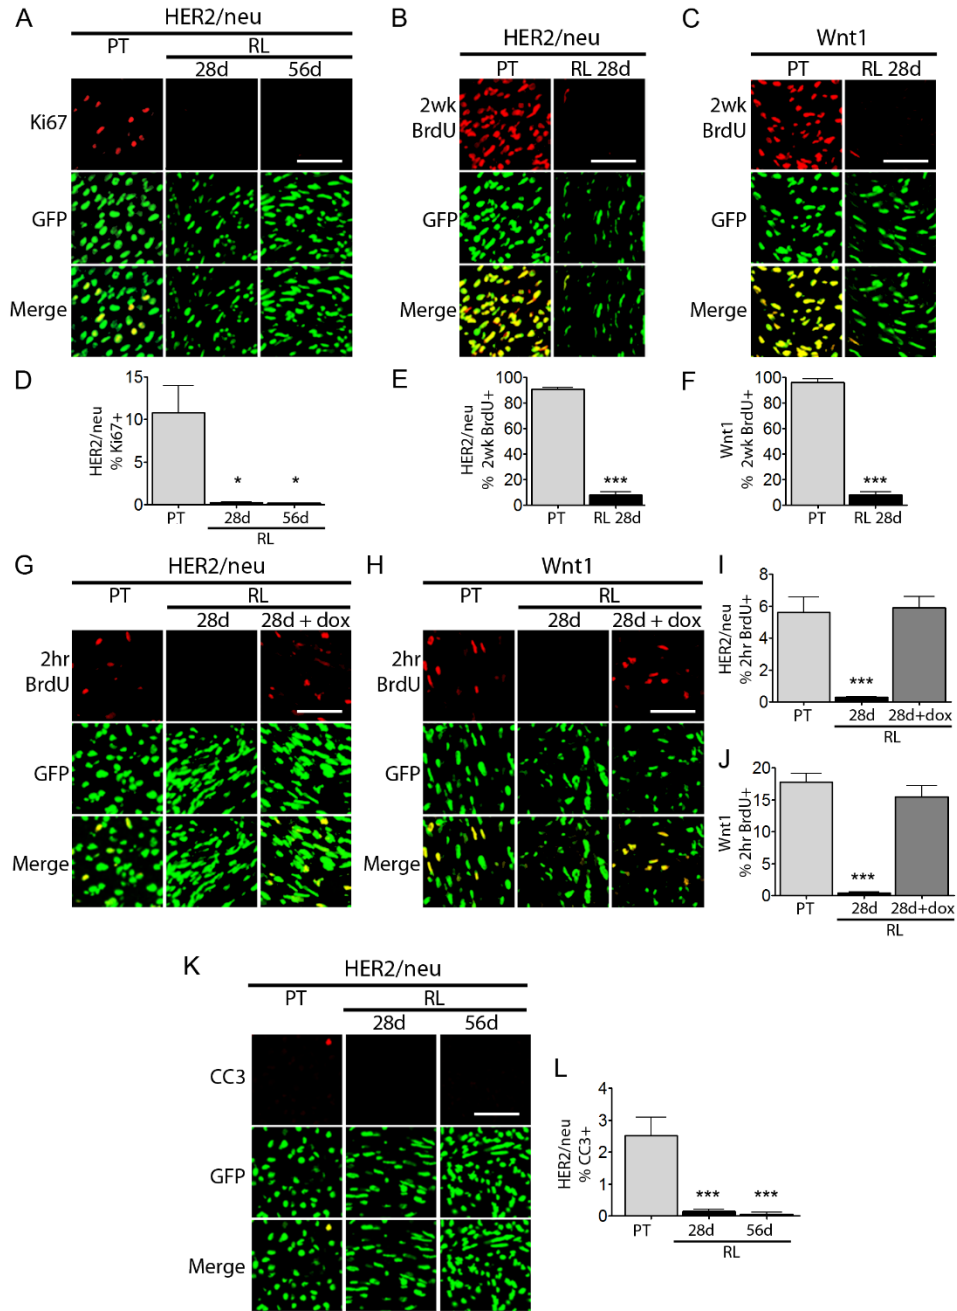 A
HER2/neu
PT RL
28d 56d
Ki67
GFP
Merge
B
HER2/neu
PT RL 28d
2wk
BrdU
GFP
Merge
C
Wnt1
PT RL 28d
2wk
BrdU
GFP
Merge
D
HER2/neu
% Ki67+
15
10
5
0
* *
PT 28d 56d
RL
E
HER2/neu
% 2wk BrdU+
100
80
60
40
20
0
***
PT RL 28d
F
Wnt1
% 2wk BrdU+
100
80
60
40
20
0
***
PT RL 28d
G
HER2/neu
PT RL
28d 28d + dox
2hr
BrdU
GFP
Merge
H
Wnt1
PT RL
28d 28d + dox
2hr
BrdU
GFP
Merge
I
HER2/neu
% 2hr BrdU+
8
6
4
2
0
***
PT 28d 28d+dox
RL
J
Wnt1
% 2hr BrdU+
20
15
10
5
0
***
PT 28d 28d+dox
RL
K
HER2/neu
PT RL
28d 56d
CC3
GFP
Merge
L
HER2/neu
% CC3+
4
3
2
1
0
*** ***
PT 28d 56d
RL